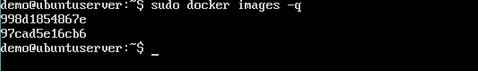 demo@ubuntuserver:~$ sudo docker images -q
998d1854867e
97cad5e16cb6
demo@ubuntuserver:~$ _